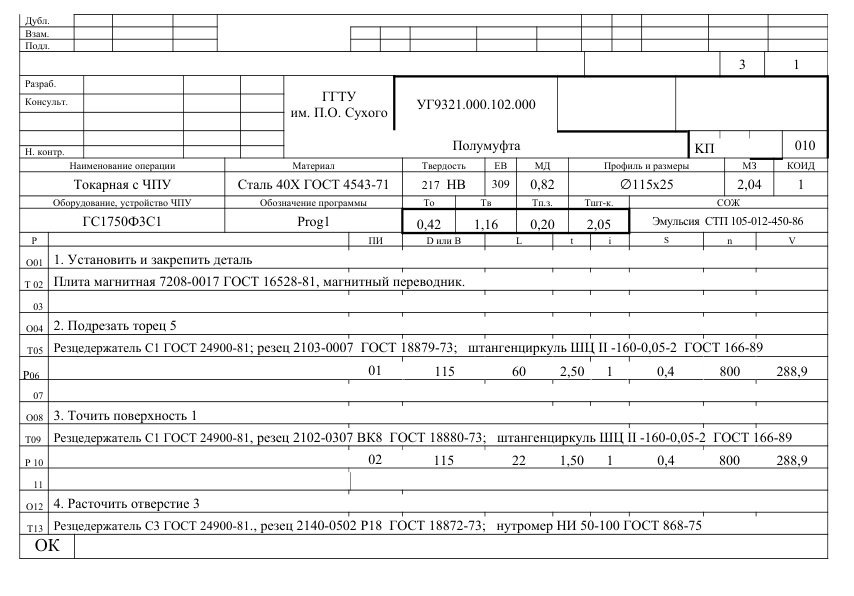 Дубл.
Взам.
Подл.
3 1
Разраб.
Консульт.
Н. контр.
ГГТУ
им. П.О. Сухого
УГ9321.000.102.000
Полумуфта
КП 010
Наименование операции Материал Твердость ЕВ МД Профиль и размеры МЗ КОИД
Токарная с ЧПУ Сталь 40Х ГОСТ 4543-71 217 НВ 309 0,82 ∅115х25 2,04 1
Оборудование, устройство ЧПУ Обозначение программы То Тв Тп.з. Тшт-к. СОЖ
ГС1750Ф3С1 Prog1 0,42 1,16 0,20 2,05 Эмульсия СТП 105-012-450-86
Р ПИ D или В L t i S n V
О01 1. Установить и закрепить деталь
Т 02 Плита магнитная 7208-0017 ГОСТ 16528-81, магнитный переводник.
03
О04 2. Подрезать торец 5
Т05 Резцедержатель С1 ГОСТ 24900-81; резец 2103-0007 ГОСТ 18879-73; штангенциркуль ШЦ II -160-0,05-2 ГОСТ 166-89
Р06 01 115 60 2,50 1 0,4 800 288,9
07
О08 3. Точить поверхность 1
Т09 Резцедержатель С1 ГОСТ 24900-81, резец 2102-0307 ВК8 ГОСТ 18880-73; штангенциркуль ШЦ II -160-0,05-2 ГОСТ 166-89
Р 10 02 115 22 1,50 1 0,4 800 288,9
11
О12 4. Расточить отверстие 3
Т13 Резцедержатель С3 ГОСТ 24900-81., резец 2140-0502 Р18 ГОСТ 18872-73; нутромер НИ 50-100 ГОСТ 868-75
ОК